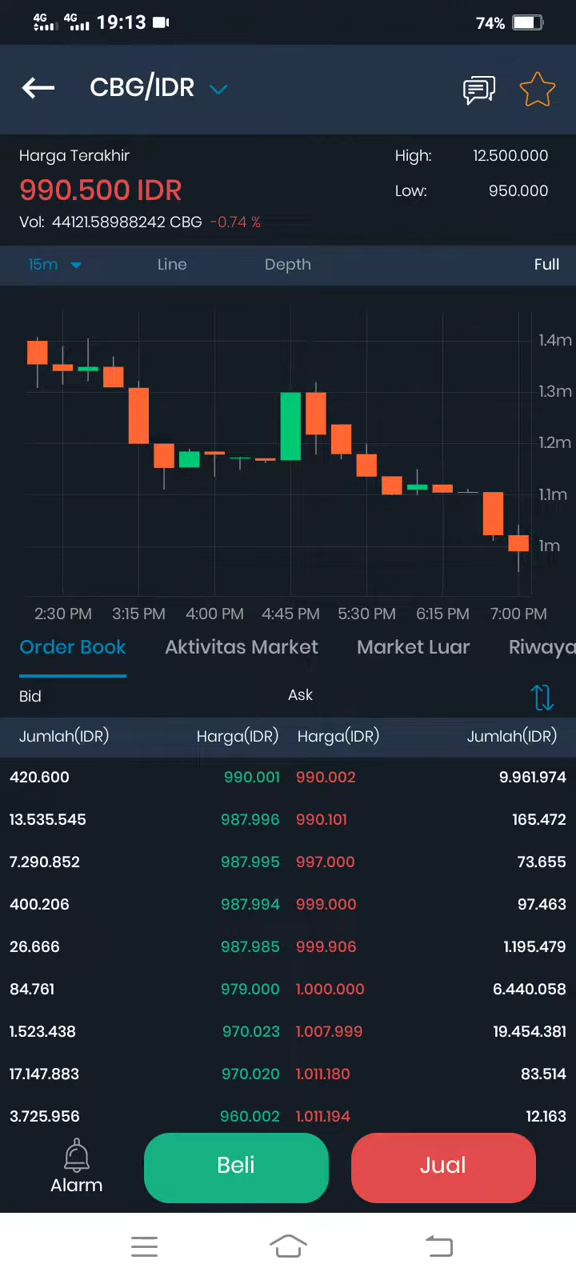 4G 4G 19:13 74%
CBG/IDR
Harga Terakhir High: 12.500.000
990.500 IDR Low: 950.000
Vol: 44121.58988242 CBG -0.74 %
15m Line Depth Full
1.4m
1.3m
1.2m
1.1m
1m
2:30 PM 3:15 PM 4:00 PM 4:45 PM 5:30 PM 6:15 PM 7:00 PM
Order Book Aktivitas Market Market Luar Riwaya
Bid Ask
Jumlah(IDR) Harga(IDR) Harga(IDR) Jumlah(IDR)
420.600 990.001 990.002 9.961.974
13.535.545 987.996 990.101 165.472
7.290.852 987.995 997.000 73.655
400.206 987.994 999.000 97.463
26.666 987.985 999.906 1.195.479
84.761 979.000 1.000.000 6.440.058
1.523.438 970.023 1.007.999 19.454.381
17.147.883 970.020 1.011.180 83.514
3.725.956 960.002 1.011.194 12.163
Alarm Beli Jual